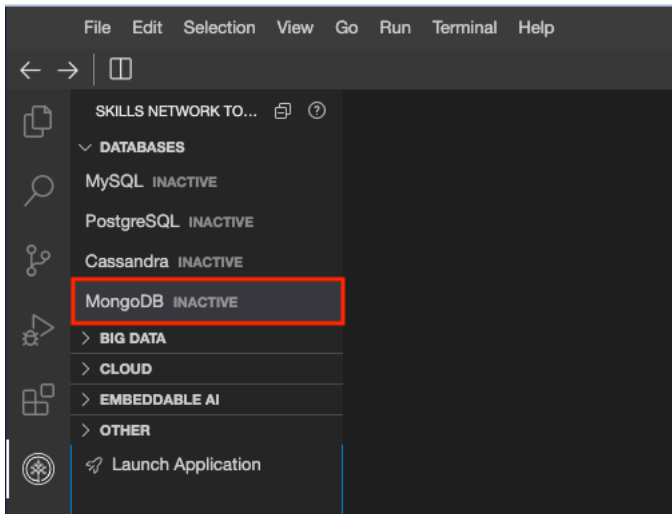 File Edit Selection View Go Run Terminal Help
SKILLS NETWORK TO...
DATABASES
MySQL INACTIVE
PostgreSQL INACTIVE
Cassandra INACTIVE
MongoDB INACTIVE
BIG DATA
CLOUD
EMBEDDABLE AI
OTHER
Launch Application